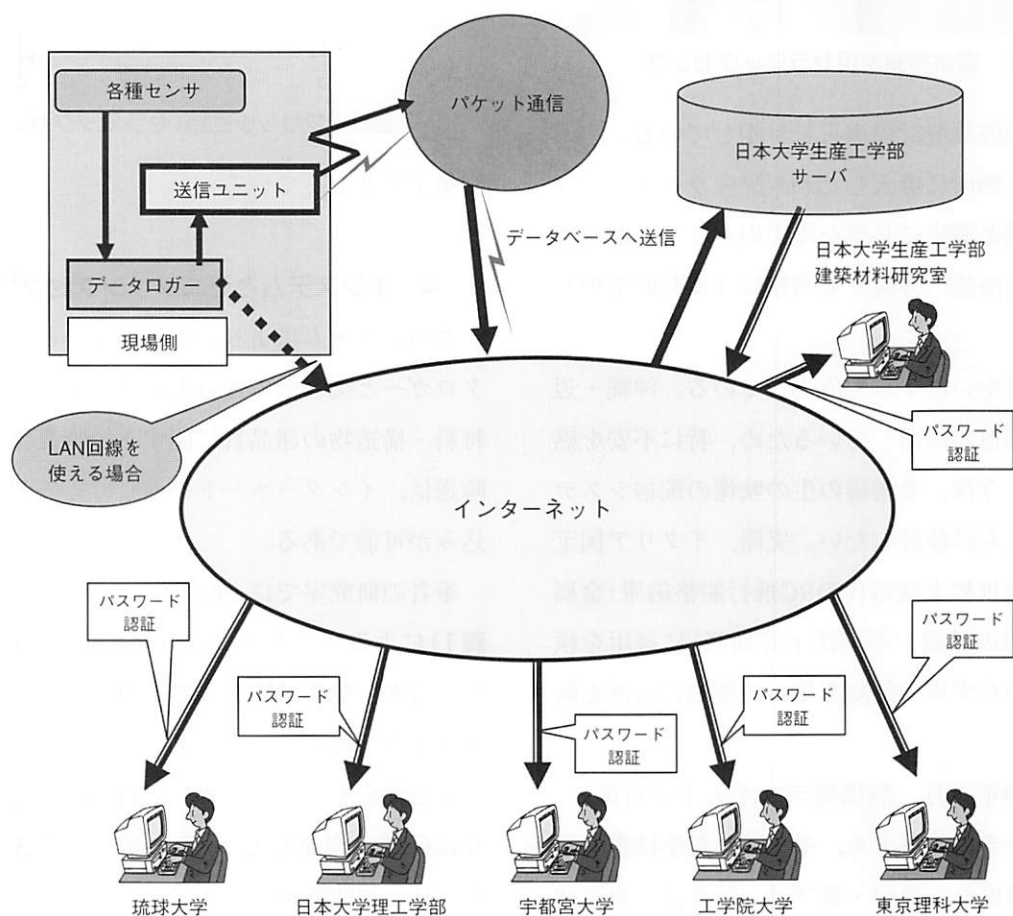 各種センサ
パケット通信
送信ユニット
データロガー
現場側
LAN回線を
使える場合
データベースへ送信
日本大学生産工学部
サーバ
日本大学生産工学部
建築材料研究室
パスワード
認証
インターネット
パスワード
認証
パスワード
認証
パスワード
認証
パスワード
認証
パスワード
認証
琉球大学
日本大学理工学部
宇都宮大学
工学院大学
東京理科大学